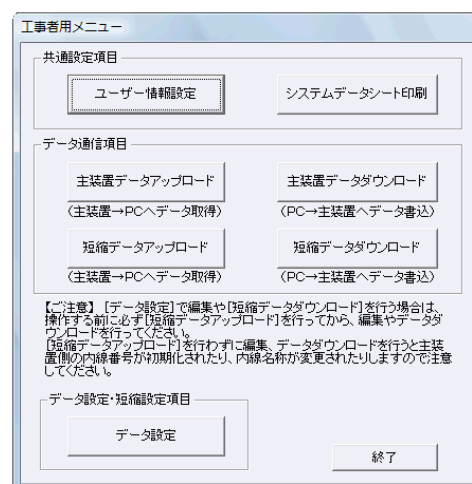 工事者用メニュー
共通設定項目
ユーザー情報設定
システムデータシート印刷
データ通信項目
主装置データアップロード
主装置データダウンロード
(主装置→PCへデータ取得)
(PC→主装置へデータ書込)
短縮データアップロード
短縮データダウンロード
(主装置→PCへデータ取得)
(PC→主装置へデータ書込)
【ご注意】 [データ設定]で編集や[短縮データダウンロード]を行う場合は、
操作する前に必ず[短縮データアップロード]を行ってから、編集やデータダ
ウンロードを行ってください。
[短縮データアップロード]を行わずに編集、データダウンロードを行うと主装
置側の内線番号が初期化されたり、内線名称が変更されたりしますので注意
してください。
データ設定・短縮設定項目
データ設定
終了